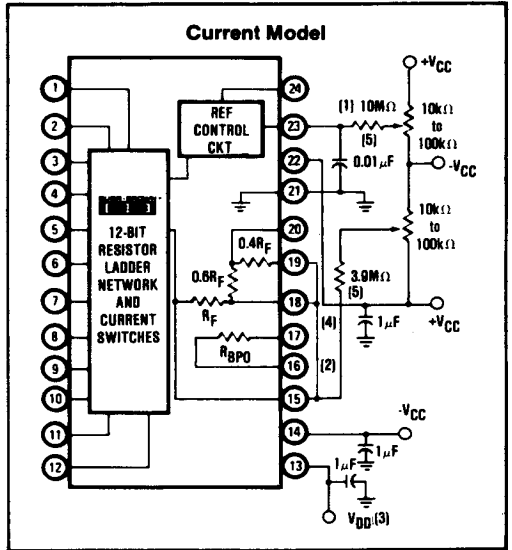 Current Model
1
2
3
4
5
6
7
8
9
10
11
12
24
23
22
21
20
19
18
17
16
15
14
13
REF
CONTROL
CKT
12-BIT
RESISTOR
LADDER
NETWORK
AND
CURRENT
SWITCHES
0.4RF
0.6RF
RF
RBPO
(1) 10MΩ
(5)
0.01μF
+VCC
10kΩ
to
100kΩ
-VCC
10kΩ
to
100kΩ
3.9MΩ
(5)
(4)
1μF
+VCC
(2)
-VCC
1μF
1μF
VDD (3)